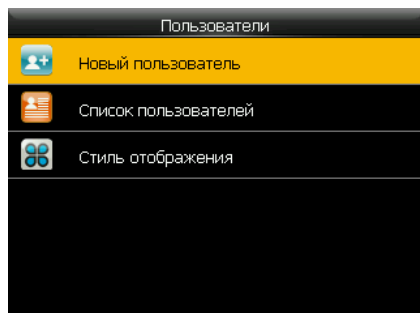 Пользователи
Новый пользователь
Список пользователей
Стиль отображения